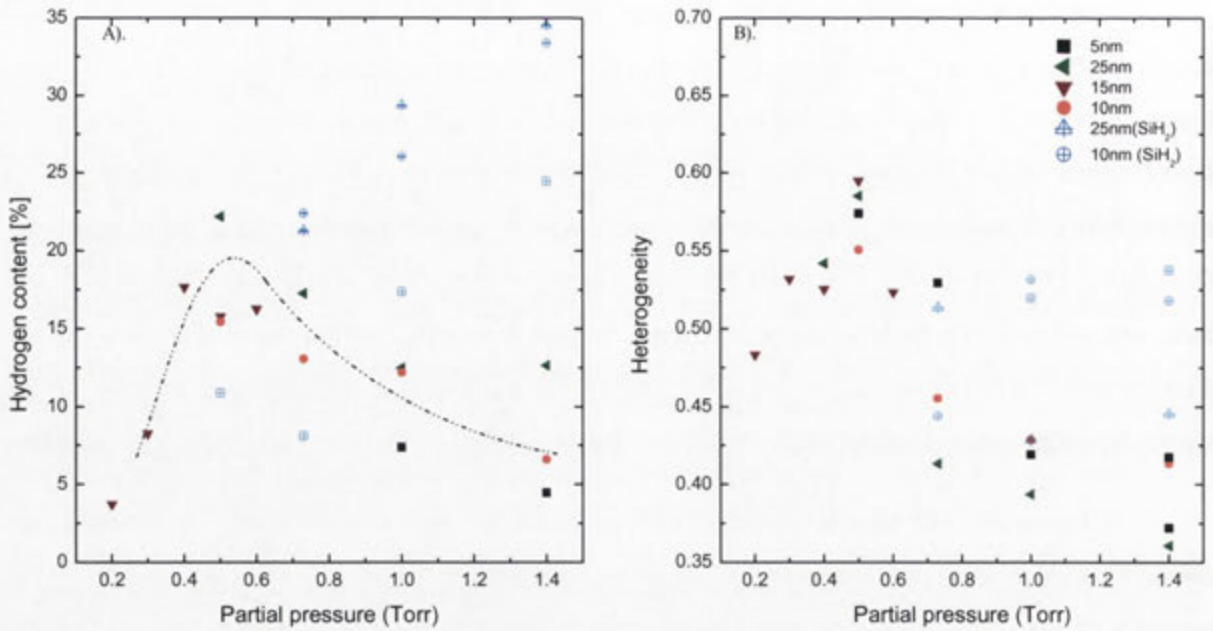 A).
Hydrogen content [%]
35
30
25
20
15
10
5
0
0.2 0.4 0.6 0.8 1.0 1.2 1.4
Partial pressure (Torr)
B).
5nm
25nm
15nm
10nm
25nm(SiH₂)
10nm (SiH₂)
Heterogeneity
0.70
0.65
0.60
0.55
0.50
0.45
0.40
0.35
0.2 0.4 0.6 0.8 1.0 1.2 1.4
Partial pressure (Torr)